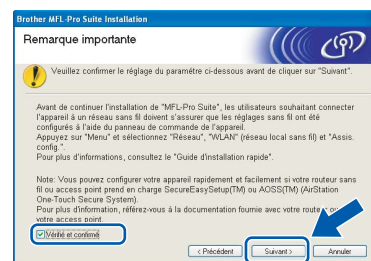 Brother MFL-Pro Suite Installation
Remarque importante
Veuillez confirmer le réglage du paramètre ci-dessous avant de cliquer sur "Suivant".
Avant de continuer l'installation de "MFL-Pro Suite", les utilisateurs souhaitant connecter
l'appareil à un réseau sans fil doivent s'assurer que les réglages sans fil ont été
configurés à l'aide du panneau de commande de l'appareil.
Appuyez sur "Menu" et sélectionnez "Réseau", "WLAN" (réseau local sans fil) et "Assis.
config.".
Pour plus d'informations, consultez le "Guide d'installation rapide".
Note: Vous pouvez configurer votre appareil rapidement et facilement si votre routeur sans
fil ou access point prend en charge SecureEasySetup(TM) ou AOSS(TM) (AirStation
One-Touch Secure System).
Pour plus d'information, référez-vous à la documentation fournie avec votre routeur ou
votre access point.
Vérifié et confirmé
< Précédent
Suivant >
Annuler